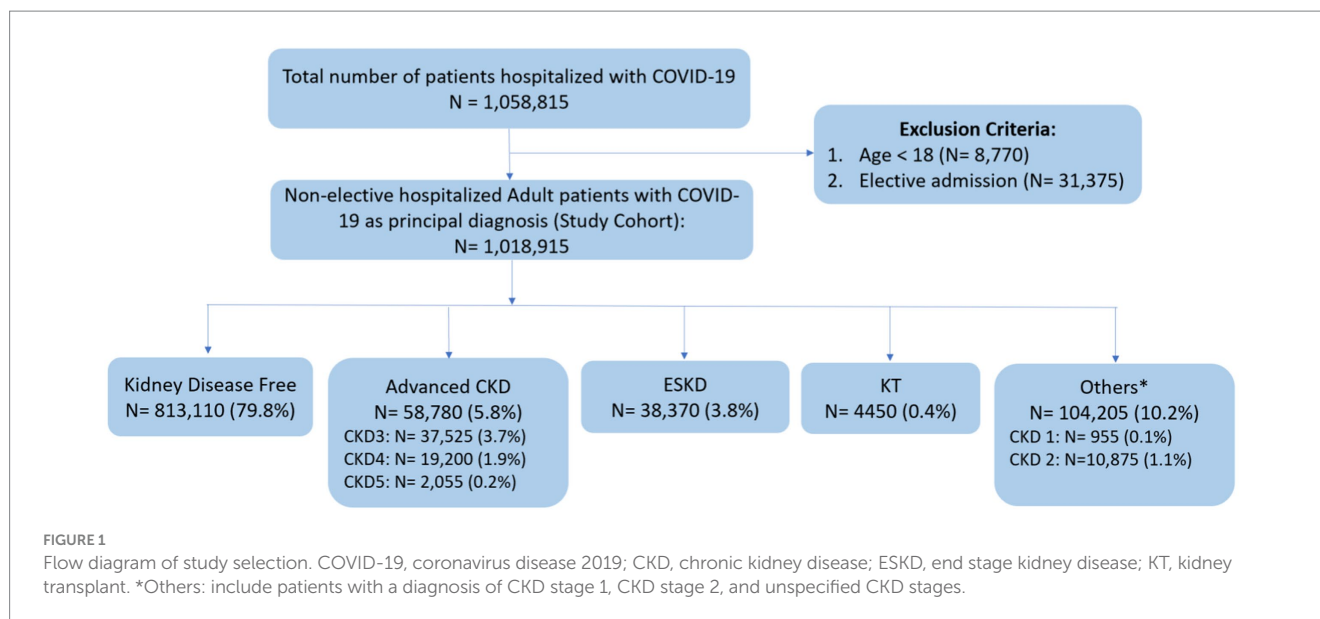 Total number of patients hospitalized with COVID-19
N = 1,058,815
Exclusion Criteria:
1. Age < 18 (N= 8,770)
2. Elective admission (N= 31,375)
Non-elective hospitalized Adult patients with COVID-
19 as principal diagnosis (Study Cohort):
N= 1,018,915
Kidney Disease Free
N= 813,110 (79.8%)
Advanced CKD
N= 58,780 (5.8%)
CKD3: N= 37,525 (3.7%)
CKD4: N= 19,200 (1.9%)
CKD5: N= 2,055 (0.2%)
ESKD
N= 38,370 (3.8%)
KT
N= 4450 (0.4%)
Others*
N= 104,205 (10.2%)
CKD 1: N= 955 (0.1%)
CKD 2: N=10,875 (1.1%)
FIGURE 1
Flow diagram of study selection. COVID-19, coronavirus disease 2019; CKD, chronic kidney disease; ESKD, end stage kidney disease; KT, kidney
transplant. *Others: include patients with a diagnosis of CKD stage 1, CKD stage 2, and unspecified CKD stages.